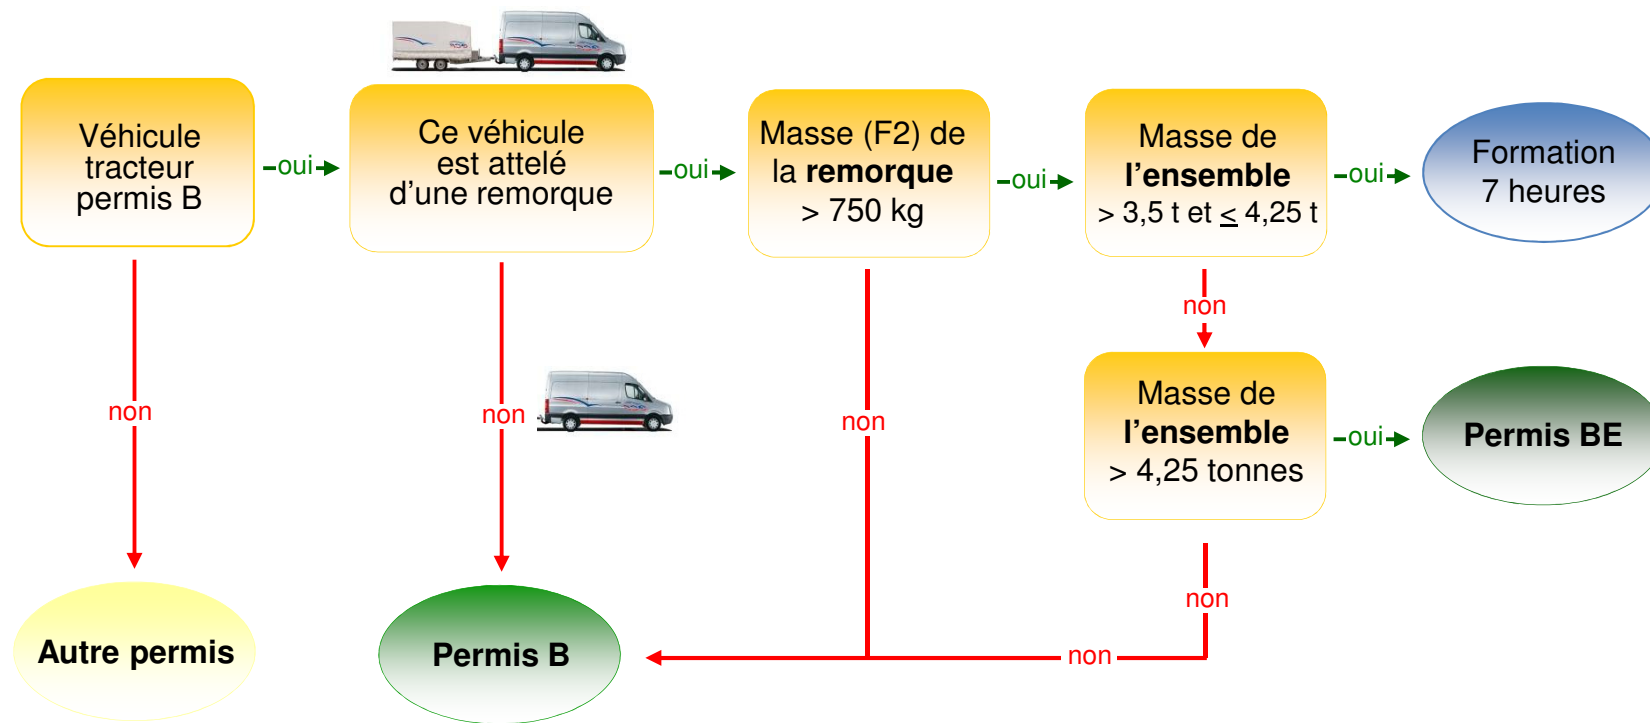 Véhicule
tracteur
permis B
oui
Ce véhicule
est attelé
d'une remorque
oui
Masse (F2) de
la remorque
> 750 kg
oui
Masse de
l'ensemble
> 3,5 t et ≤ 4,25 t
oui
Formation
7 heures
non
non
non
non
Masse de
l'ensemble
> 4,25 tonnes
oui
Permis BE
non
non
Autre permis
Permis B